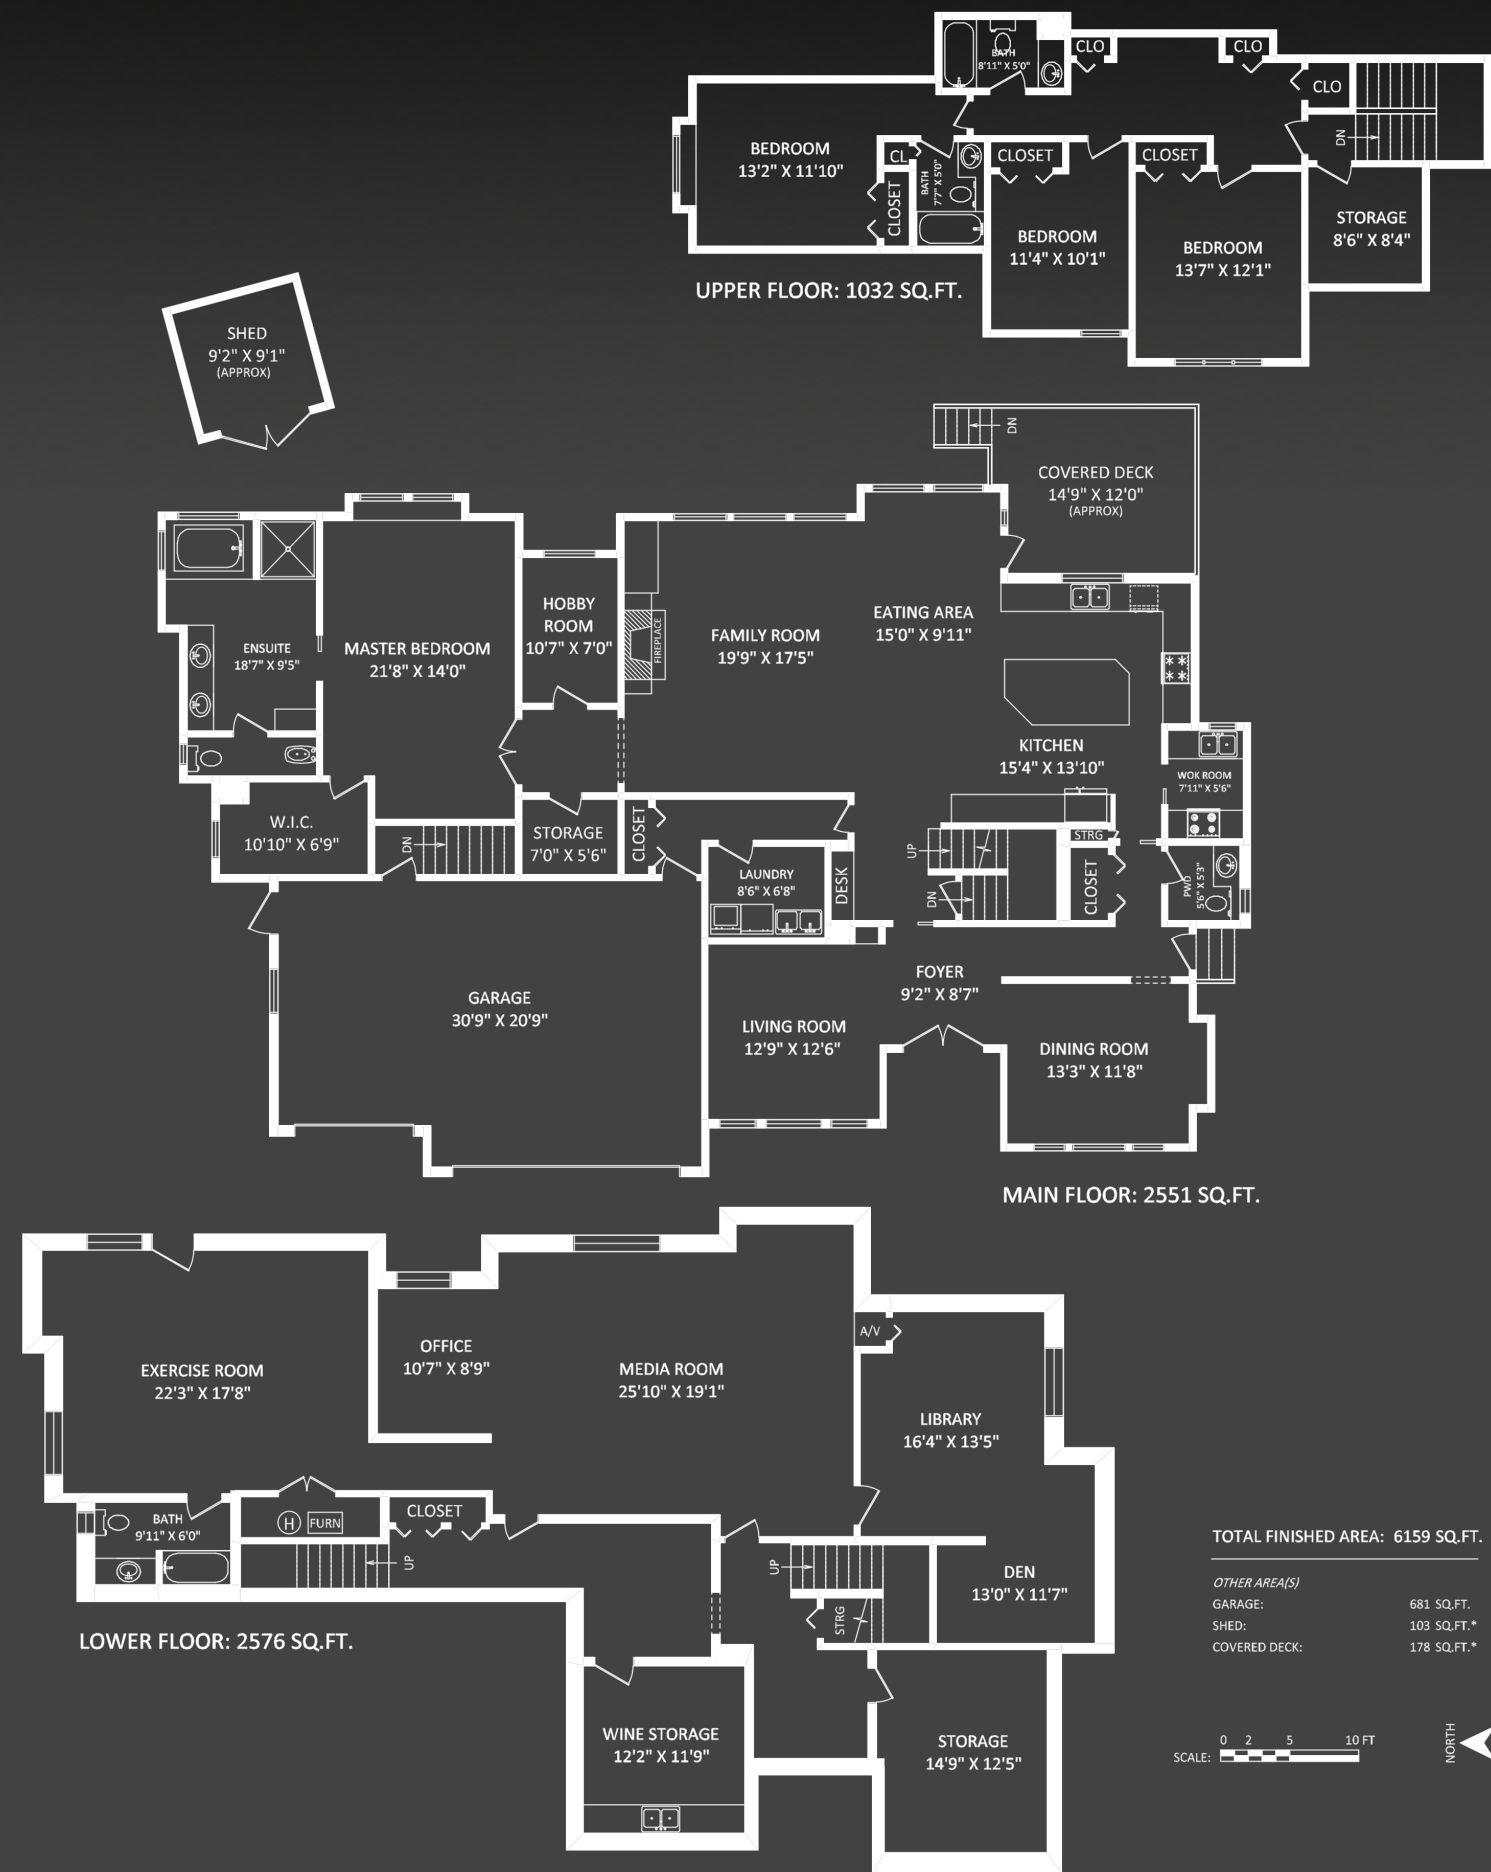 BATH
8'11" X 5'0"
CLO
CLO
CLO
BEDROOM
13'2" X 11'10"
CL
CLOSET
BATH
7'7" X 5'0"
CLOSET
CLOSET
DN
BEDROOM
11'4" X 10'1"
BEDROOM
13'7" X 12'1"
STORAGE
8'6" X 8'4"
UPPER FLOOR: 1032 SQ.FT.
SHED
9'2" X 9'1"
(APPROX)
DN
COVERED DECK
14'9" X 12'0"
(APPROX)
HOBBY
ROOM
10'7" X 7'0"
EATING AREA
15'0" X 9'11"
ENSUITE
18'7" X 9'5"
MASTER BEDROOM
21'8" X 14'0"
FIREPLACE
FAMILY ROOM
19'9" X 17'5"
KITCHEN
15'4" X 13'10"
WOK ROOM
7'11" X 5'6"
W.I.C.
10'10" X 6'9"
DN
STORAGE
7'0" X 5'6"
CLOSET
LAUNDRY
8'6" X 6'8"
DESK
UP
DN
STRG
CLOSET
PWD
5'6" X 5'3"
GARAGE
30'9" X 20'9"
FOYER
9'2" X 8'7"
LIVING ROOM
12'9" X 12'6"
DINING ROOM
13'3" X 11'8"
MAIN FLOOR: 2551 SQ.FT.
EXERCISE ROOM
22'3" X 17'8"
OFFICE
10'7" X 8'9"
MEDIA ROOM
25'10" X 19'1"
A/V
LIBRARY
16'4" X 13'5"
BATH
9'11" X 6'0"
H
FURN
CLOSET
UP
UP
STRG
DEN
13'0" X 11'7"
LOWER FLOOR: 2576 SQ.FT.
WINE STORAGE
12'2" X 11'9"
STORAGE
14'9" X 12'5"
TOTAL FINISHED AREA: 6159 SQ.FT.
OTHER AREA(S)
GARAGE: 681 SQ.FT.
SHED: 103 SQ.FT.*
COVERED DECK: 178 SQ.FT.*
0 2 5 10 FT
SCALE:
NORTH